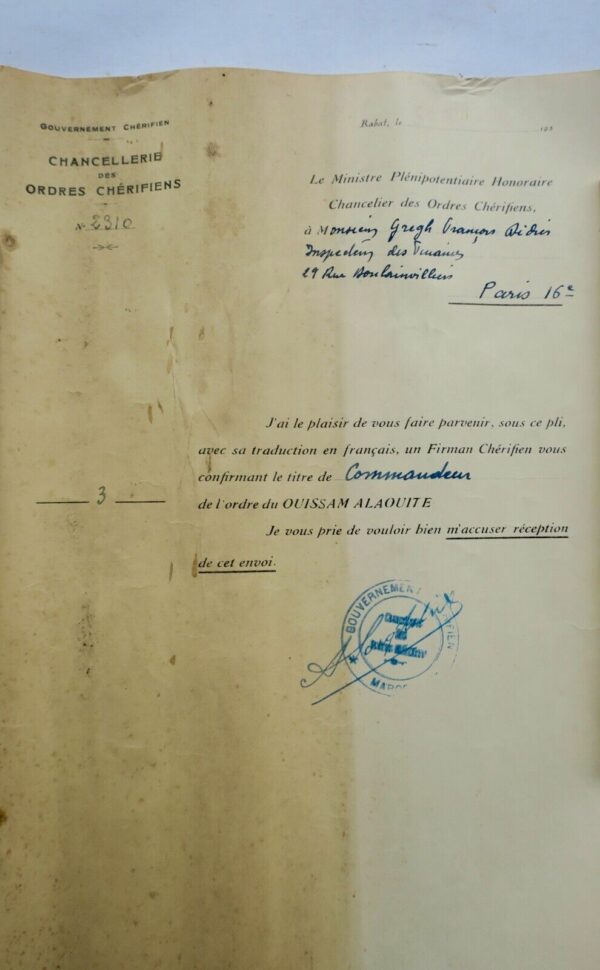 GOUVERNEMENT CHÉRIFIEN
CHANCELLERIE
DES
ORDRES CHÉRIFIENS
N° 2310
Rabat, le 195
Le Ministre Plénipotentiaire Honoraire
Chancelier des Ordres Chérifiens,
à Monsieur Gregh François Didier
Inspecteur des Finances
29 Rue Boulainvilliers
Paris 16e
J'ai le plaisir de vous faire parvenir, sous ce pli,
avec sa traduction en français, un Firman Chérifien vous
confirmant le titre de Commandeur
3
de l'ordre du OUISSAM ALAOUITE
Je vous prie de vouloir bien m'accuser réception
de cet envoi.
GOUVERNEMENT CHÉRIFIEN
MAROC